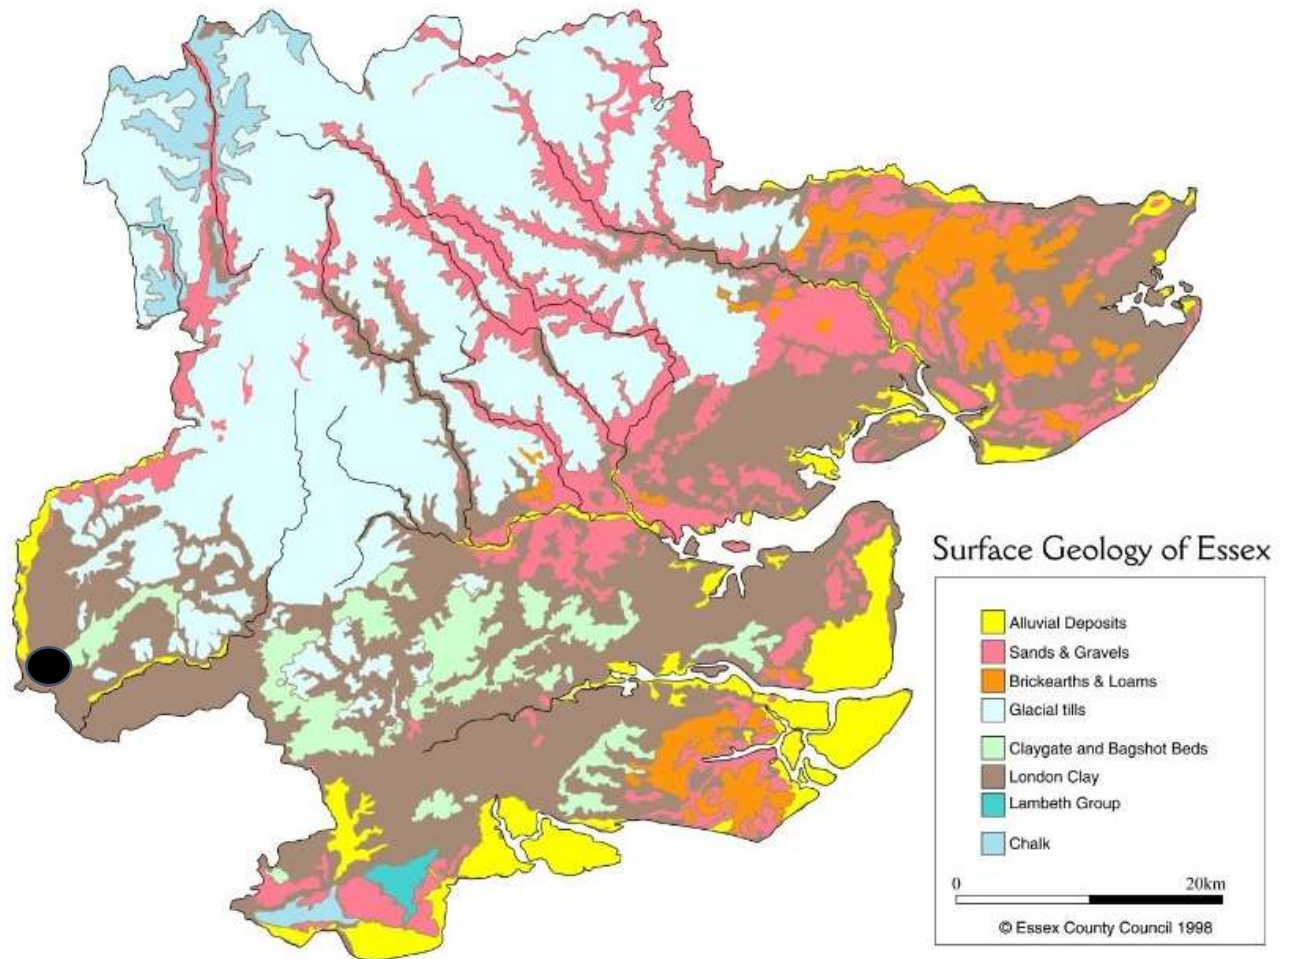 Surface Geology of Essex
Alluvial Deposits
Sands & Gravels
Brickearths & Loams
Glacial tills
Claygate and Bagshot Beds
London Clay
Lambeth Group
Chalk
0 20km
© Essex County Council 1998